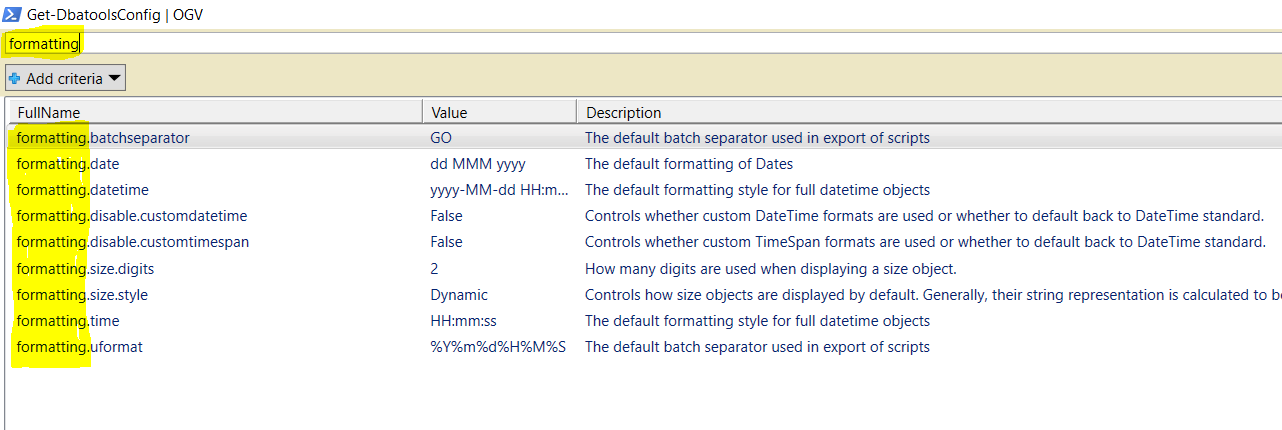 Get-DbatoolsConfig | OGV
formatting
Add criteria
FullName Value Description
formatting.batchseparator GO The default batch separator used in export of scripts
formatting.date dd MMM yyyy The default formatting of Dates
formatting.datetime yyyy-MM-dd HH:m... The default formatting style for full datetime objects
formatting.disable.customdatetime False Controls whether custom DateTime formats are used or whether to default back to DateTime standard.
formatting.disable.customtimespan False Controls whether custom TimeSpan formats are used or whether to default back to DateTime standard.
formatting.size.digits 2 How many digits are used when displaying a size object.
formatting.size.style Dynamic Controls how size objects are displayed by default. Generally, their string representation is calculated to be
formatting.time HH:mm:ss The default formatting style for full datetime objects
formatting.uformat %Y%m%d%H%M%S The default batch separator used in export of scripts